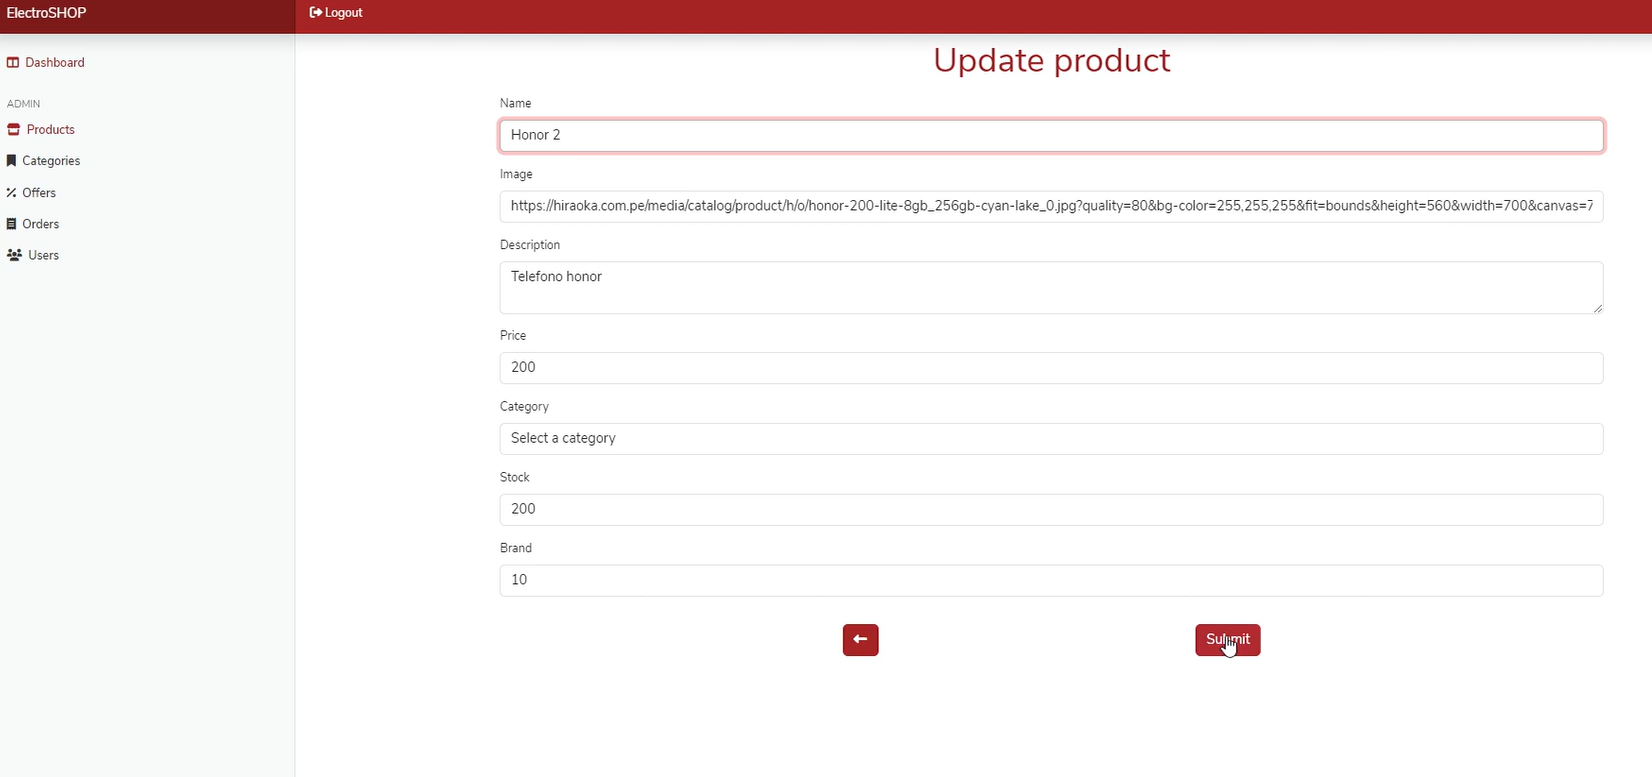 ElectroSHOP
Logout
Dashboard
ADMIN
Products
Categories
Offers
Orders
Users
Update product
Name
Honor 2
Image
https://hiraoka.com.pe/media/catalog/product/h/o/honor-200-lite-8gb_256gb-cyan-lake_0.jpg?quality=80&bg-color=255,255,255&fit=bounds&height=560&width=700&canvas=7
Description
Telefono honor
Price
200
Category
Select a category
Stock
200
Brand
10
Submit